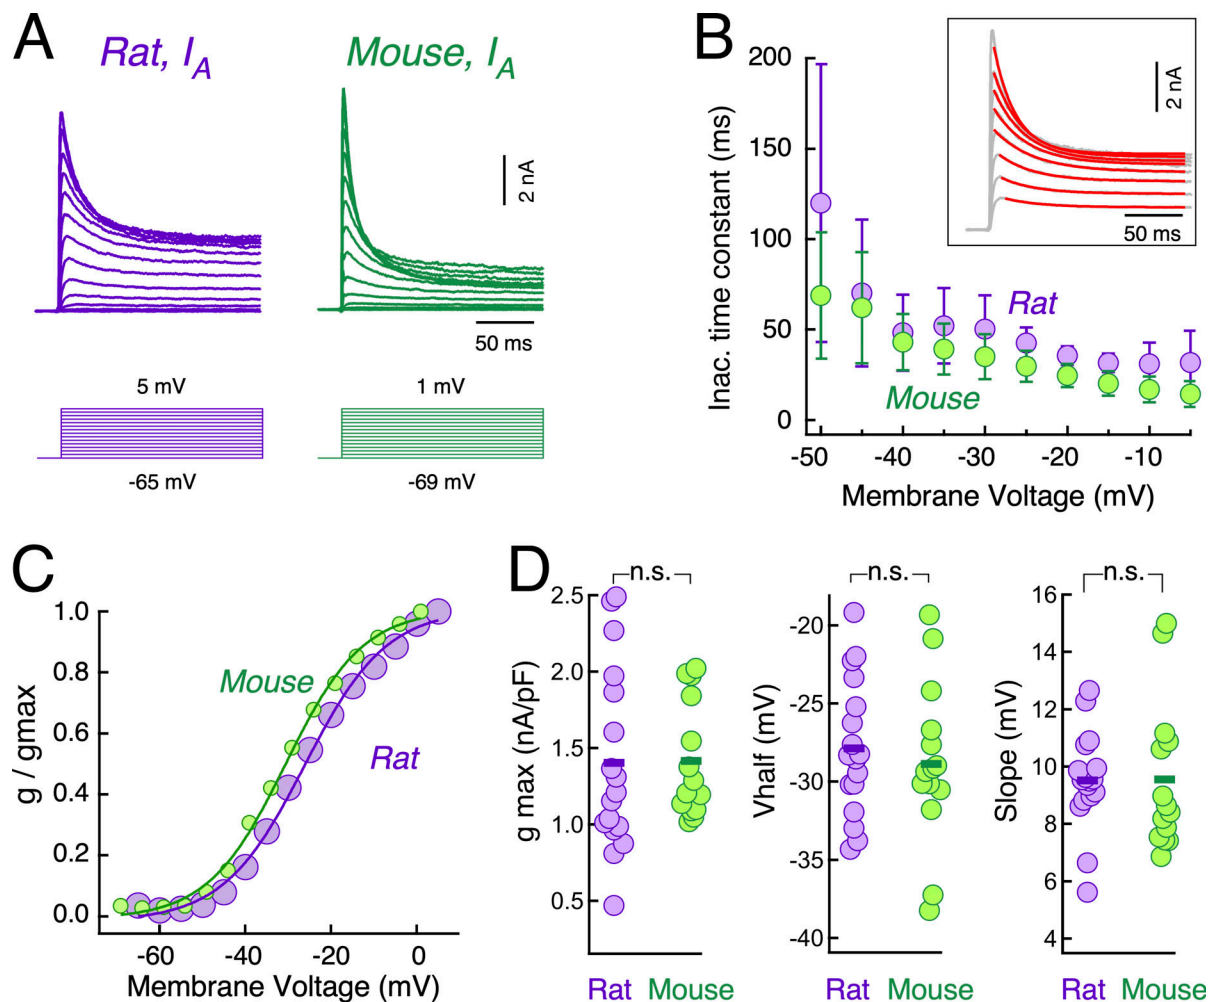 A
Rat, I_A
Mouse, I_A
2 nA
50 ms
5 mV
1 mV
-65 mV
-69 mV
B
200
150
100
50
0
Inac. time constant (ms)
2 nA
50 ms
Rat
Mouse
-50
-40
-30
-20
-10
Membrane Voltage (mV)
C
1.0
0.8
0.6
0.4
0.2
0.0
g / gmax
Mouse
Rat
-60
-40
-20
0
Membrane Voltage (mV)
D
n.s.
2.5
2.0
1.5
1.0
0.5
g max (nA/pF)
Rat
Mouse
n.s.
-20
-25
-30
-35
-40
Vhalf (mV)
Rat
Mouse
n.s.
16
14
12
10
8
6
4
Slope (mV)
Rat
Mouse